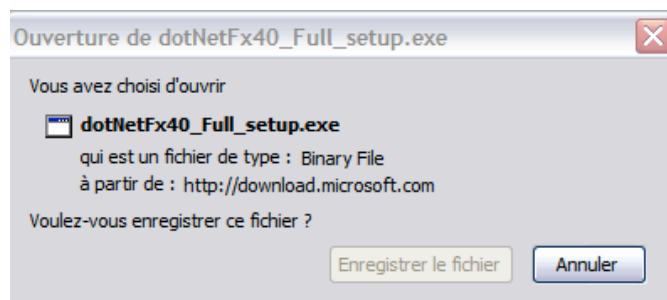 Ouverture de dotNetFx40_Full_setup.exe
Vous avez choisi d'ouvrir
dotNetFx40_Full_setup.exe
qui est un fichier de type : Binary File
à partir de : http://download.microsoft.com
Voulez-vous enregistrer ce fichier ?
Enregistrer le fichier Annuler